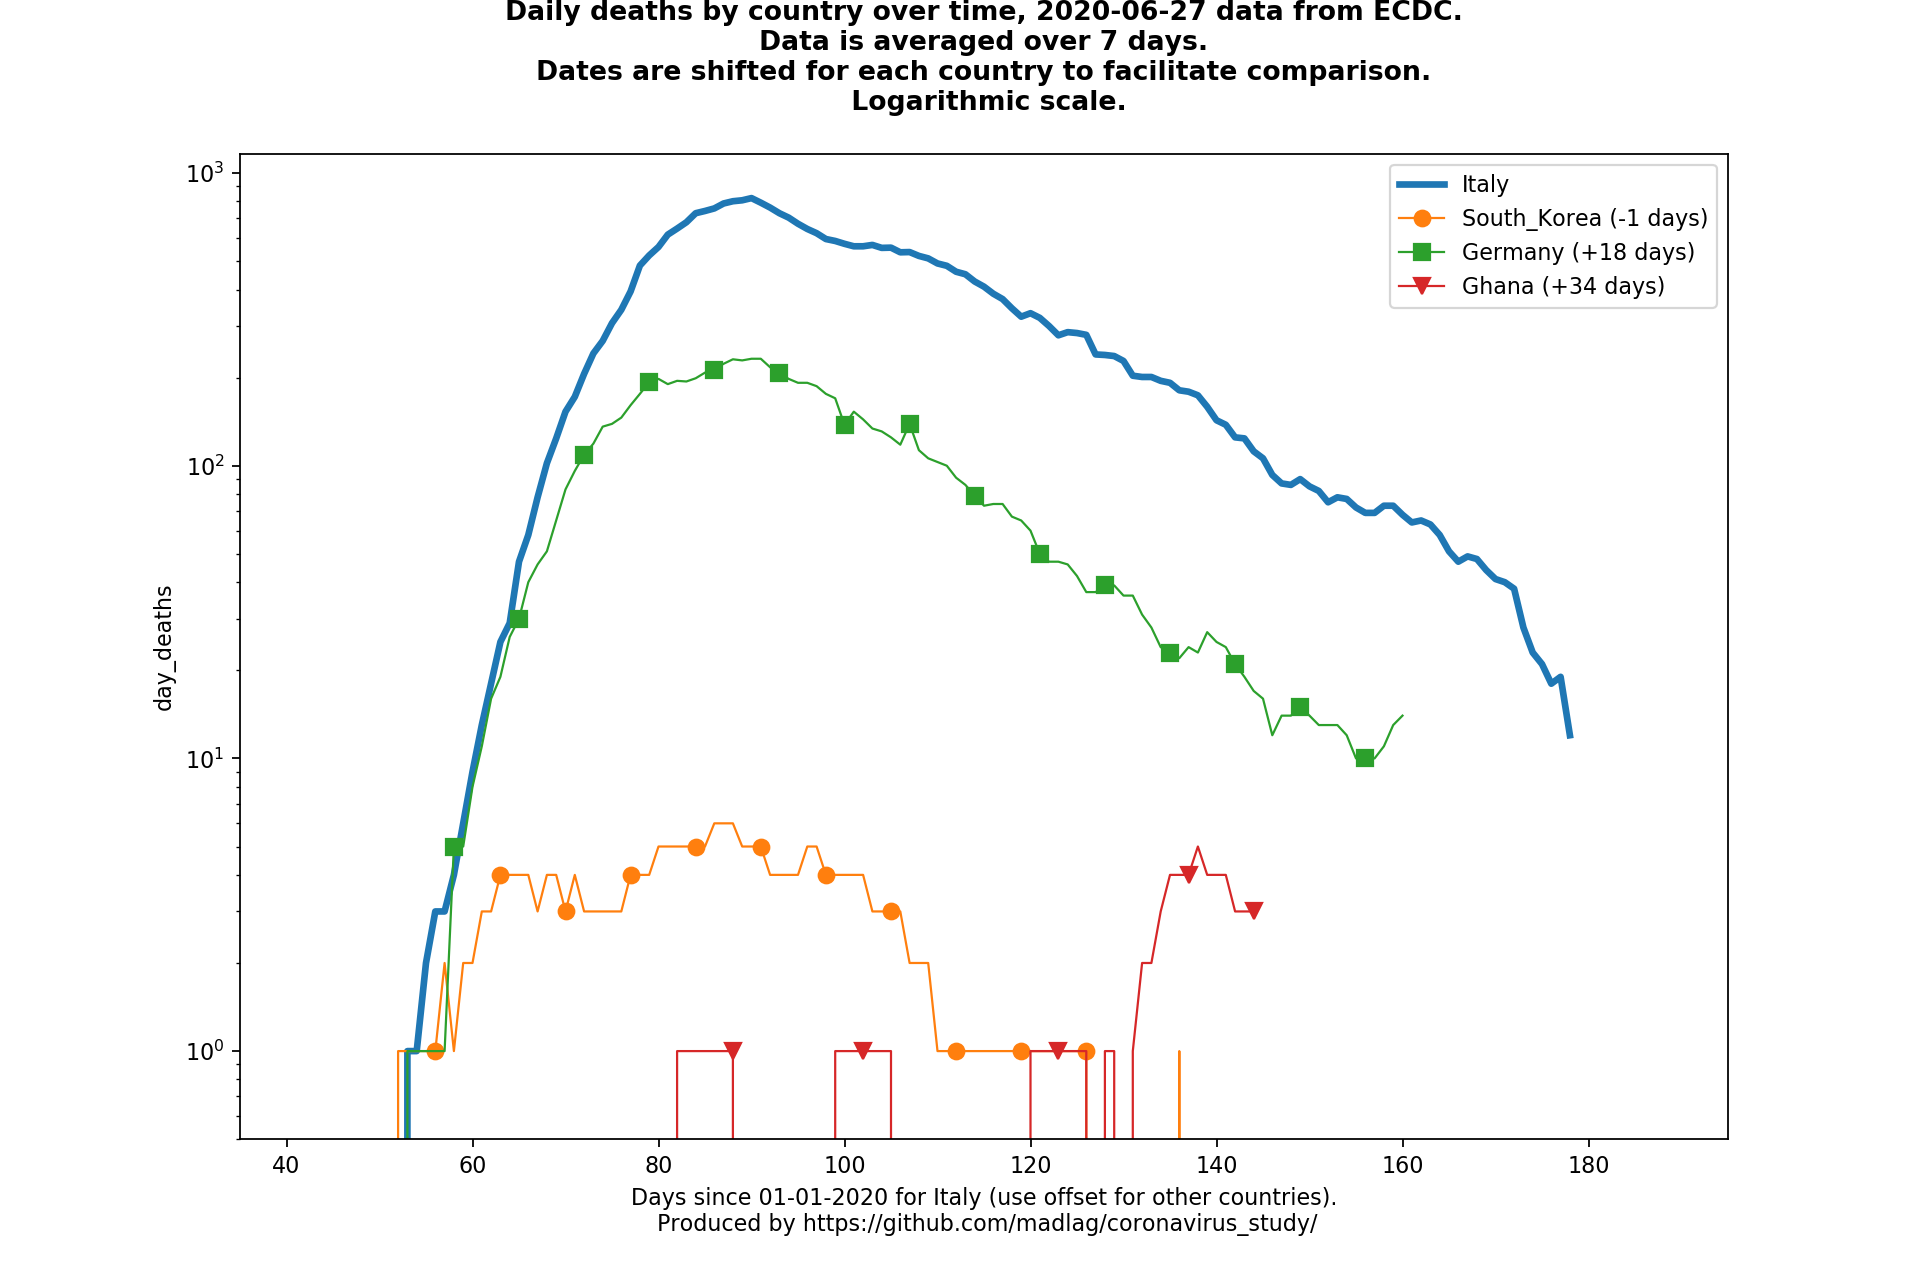 Daily deaths by country over time, 2020-06-27 data from ECDC.
Data is averaged over 7 days.
Dates are shifted for each country to facilitate comparison.
Logarithmic scale.
Italy
South_Korea (-1 days)
Germany (+18 days)
Ghana (+34 days)
10³
10²
10¹
10⁰
day_deaths
40 60 80 100 120 140 160 180
Days since 01-01-2020 for Italy (use offset for other countries).
Produced by https://github.com/madlag/coronavirus_study/